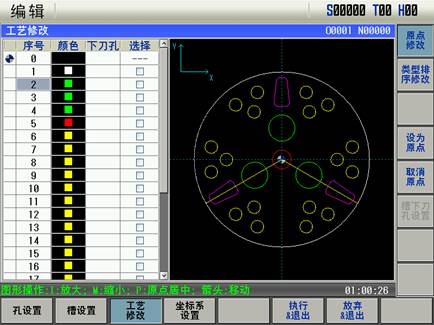 编辑
S00000 T00 H00
工艺修改
O0001 N00000
序号 颜色 下刀孔 选择
0 ---
1
2
3
4
5
6
7
8
9
10
11
12
13
14
15
16
17
Y
X
图形操作:I:放大; M:缩小; P:原点居中; 箭头:移动
01:00:26
原点
修改
类型排
序修改
设为
原点
取消
原点
槽下刀
孔设置
孔设置
槽设置
工艺
修改
坐标系
设置
执行
&退出
放弃
&退出